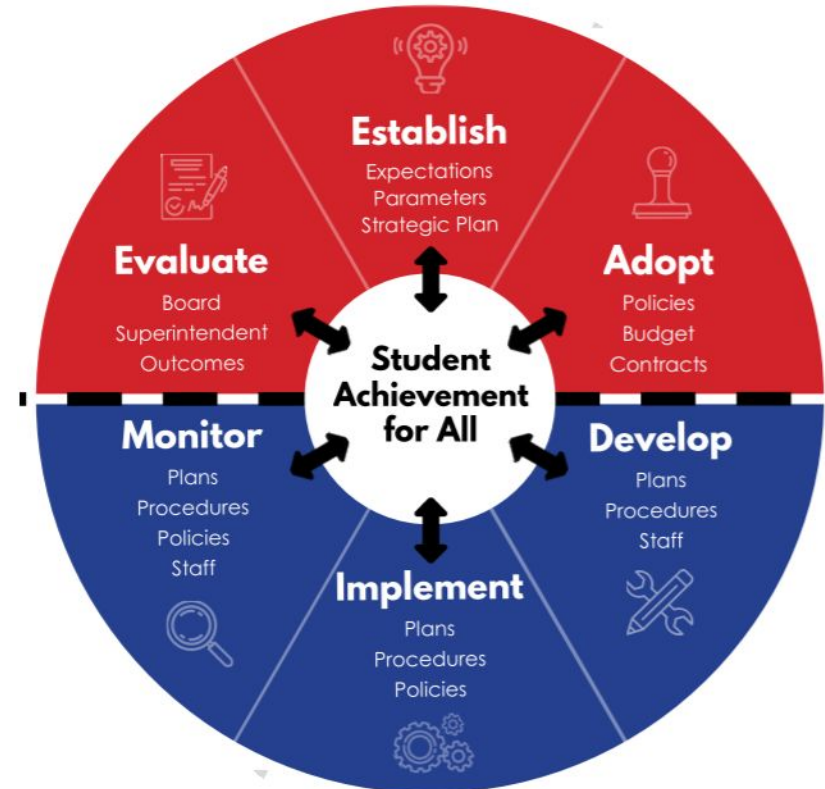 Establish
Expectations
Parameters
Strategic Plan
Adopt
Policies
Budget
Contracts
Develop
Plans
Procedures
Staff
Implement
Plans
Procedures
Policies
Monitor
Plans
Procedures
Policies
Staff
Evaluate
Board
Superintendent
Outcomes
Student
Achievement
for All